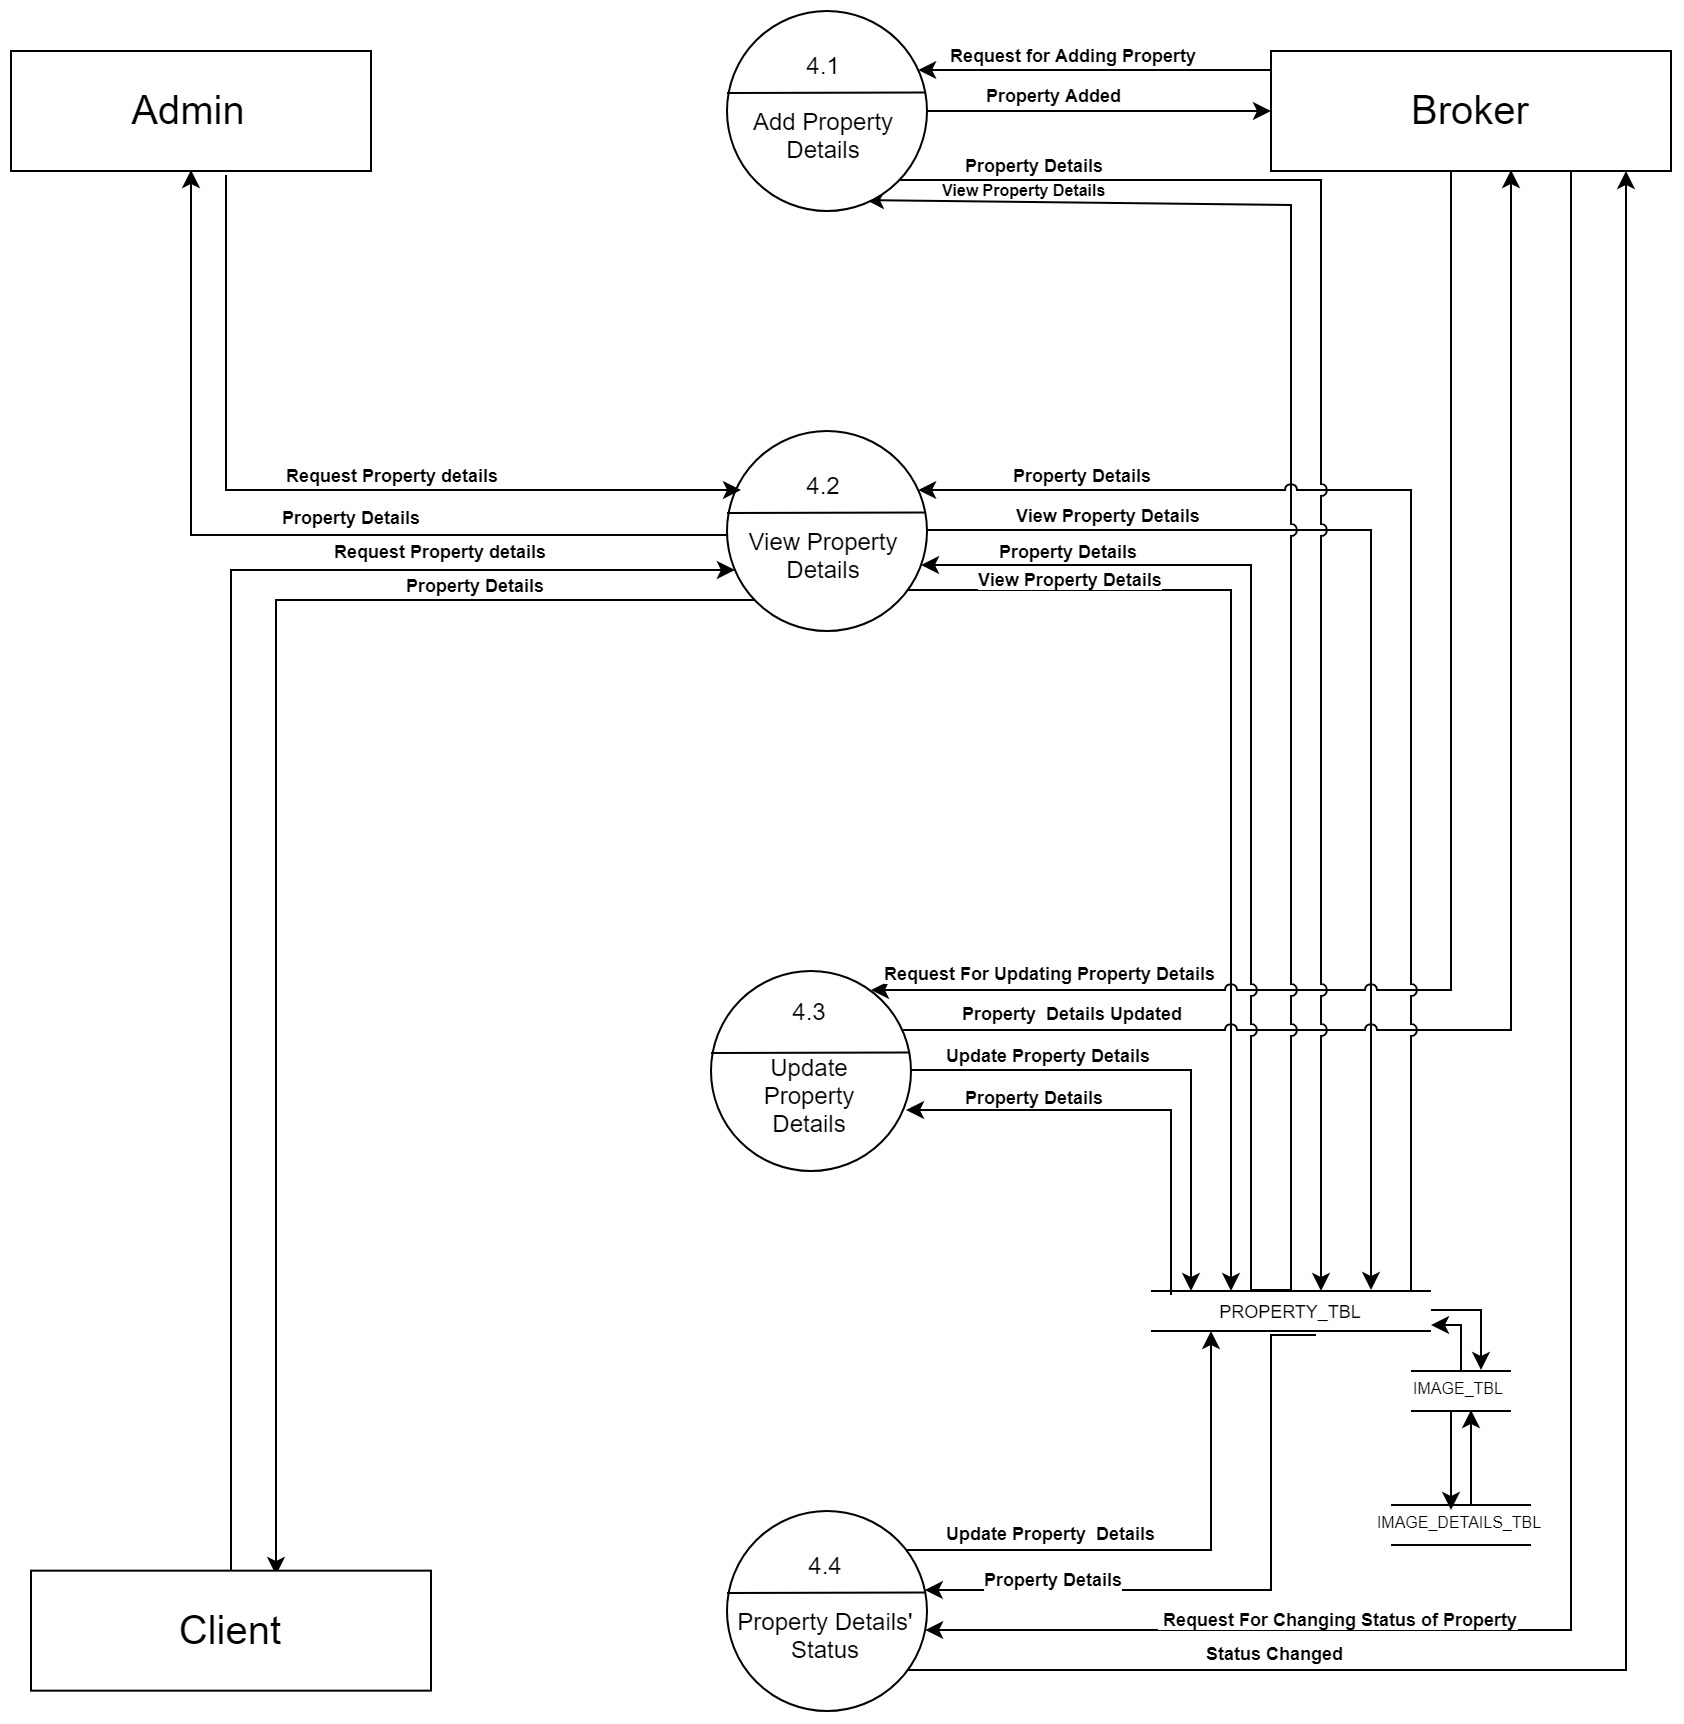 Admin
4.1
Add Property
Details
Request for Adding Property
Property Added
Broker
Property Details
View Property Details
Request Property details
Property Details
Request Property details
Property Details
4.2
View Property
Details
Property Details
View Property Details
Property Details
View Property Details
Request For Updating Property Details
4.3
Update
Property
Details
Property  Details Updated
Update Property Details
Property Details
PROPERTY_TBL
IMAGE_TBL
IMAGE_DETAILS_TBL
Update Property  Details
4.4
Property Details'
Status
Property Details
Request For Changing Status of Property
Status Changed
Client